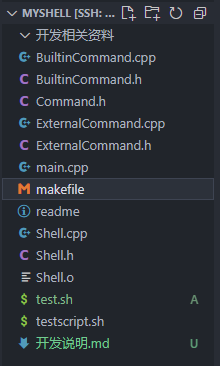 MYSHELL [SSH: ...
开发相关资料
BuiltinCommand.cpp
BuiltinCommand.h
Command.h
ExternalCommand.cpp
ExternalCommand.h
main.cpp
makefile
readme
Shell.cpp
Shell.h
Shell.o
test.sh A
testscript.sh
开发说明.md U